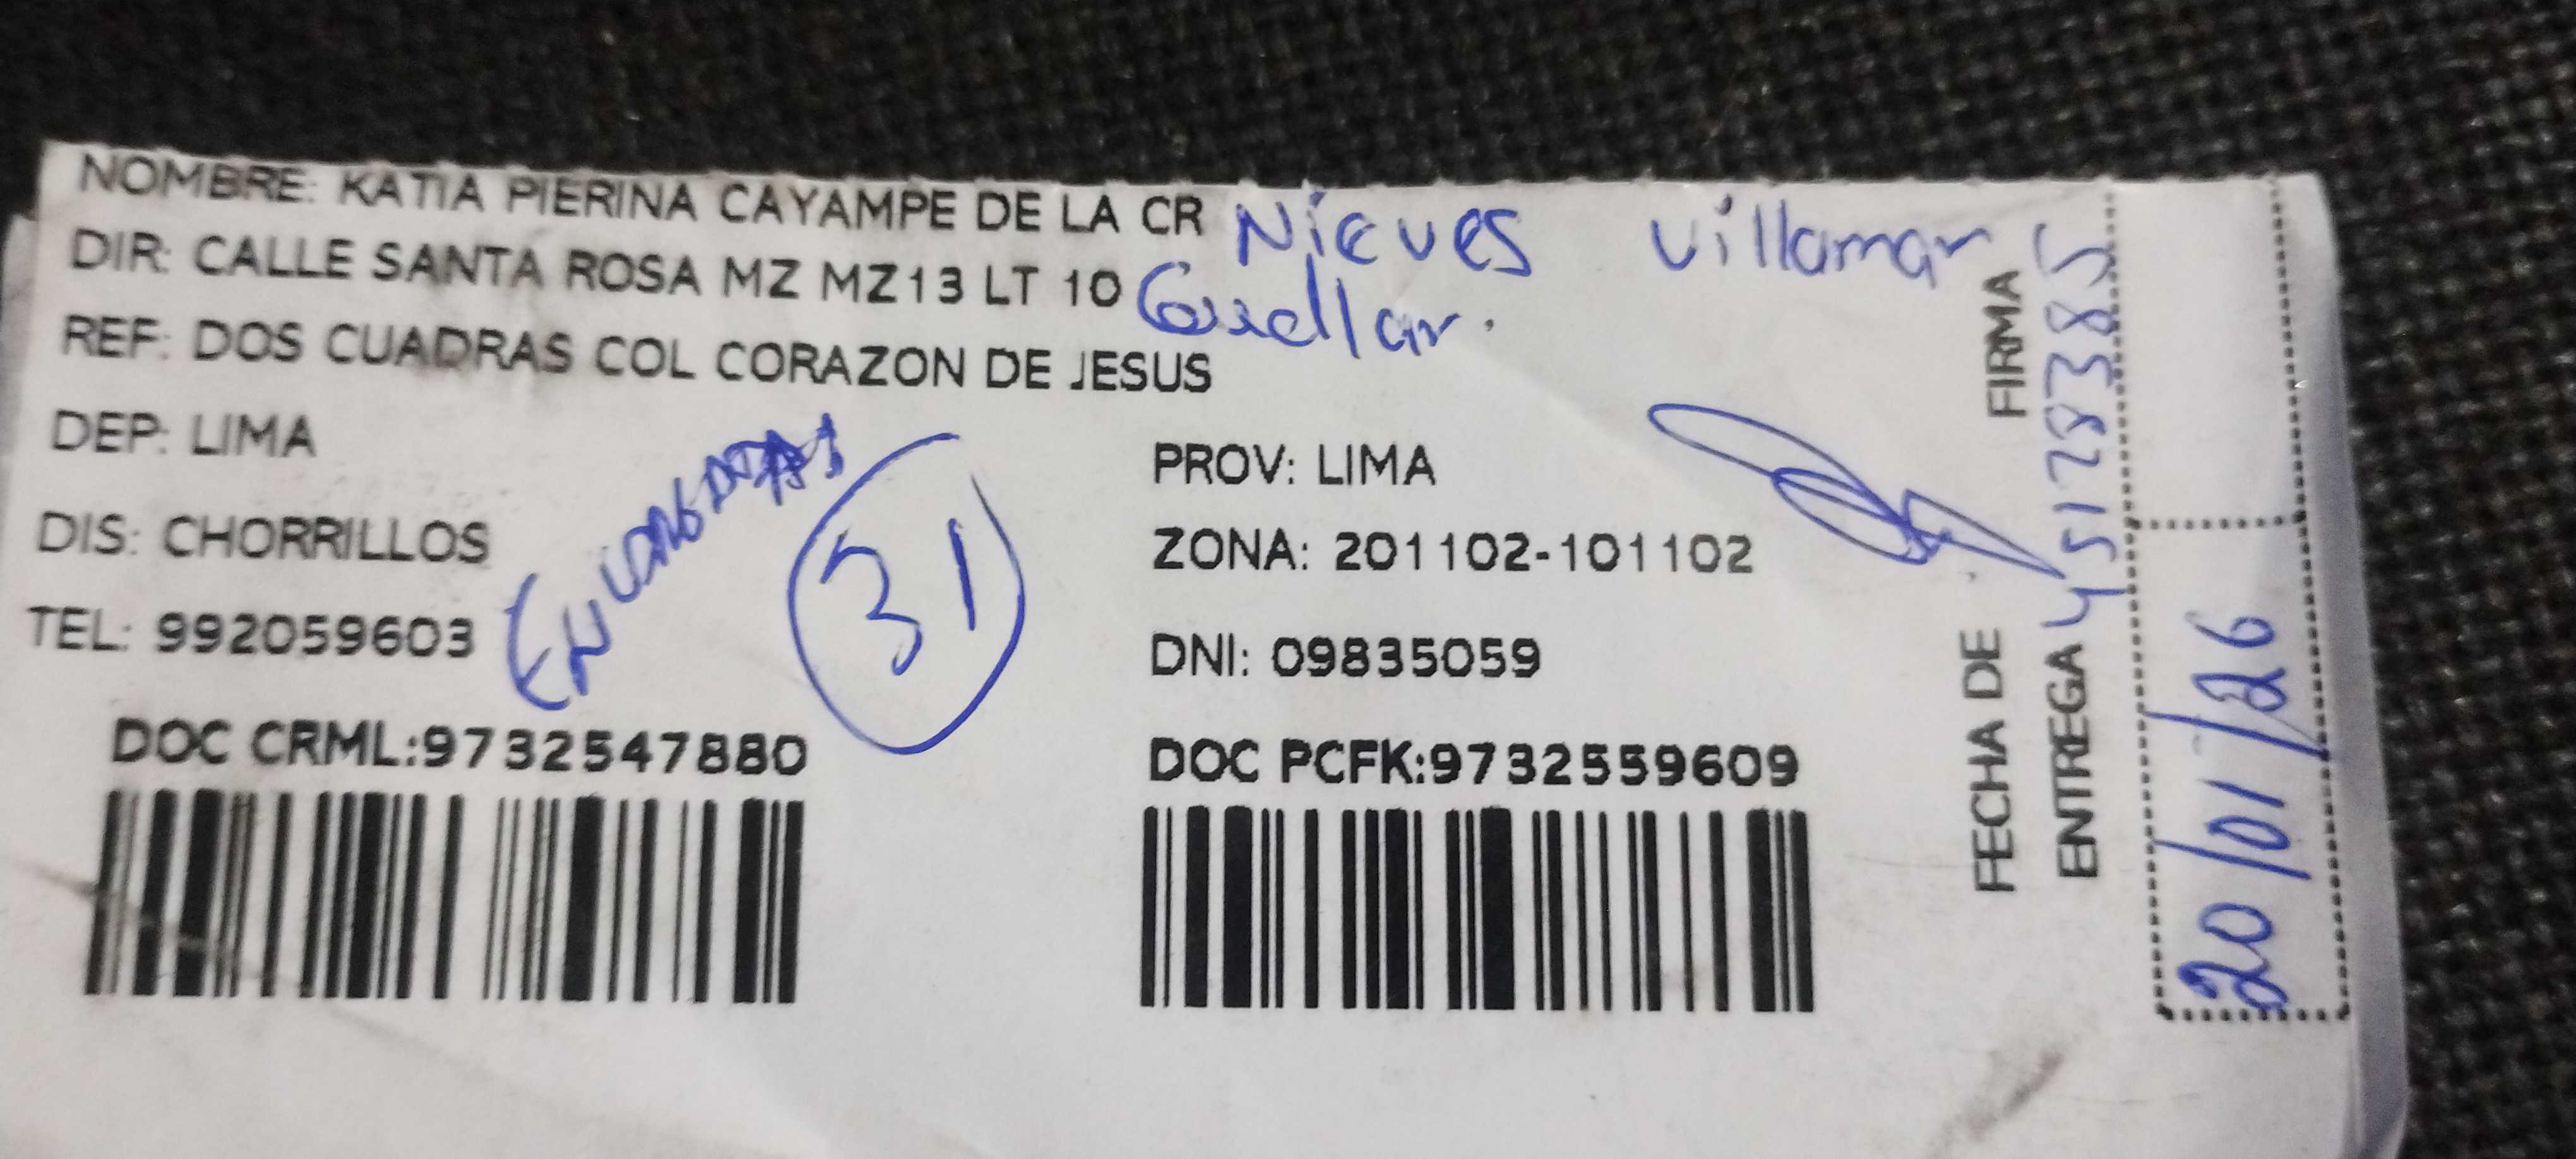 NOMBRE: KATIA PIERINA CAYAMPE DE LA CR
Nieves Villamar
DIR: CALLE SANTA ROSA MZ MZ13 LT 10
Cuellar.
REF: DOS CUADRAS COL CORAZON DE JESUS
DEP: LIMA
PROV: LIMA
DIS: CHORRILLOS
ZONA: 201102-101102
TEL: 992059603
31
DNI: 09835059
DOC CRML:9732547880
DOC PCFK:9732559609
FIRMA
45178385
FECHA DE
ENTREGA
20/01/26